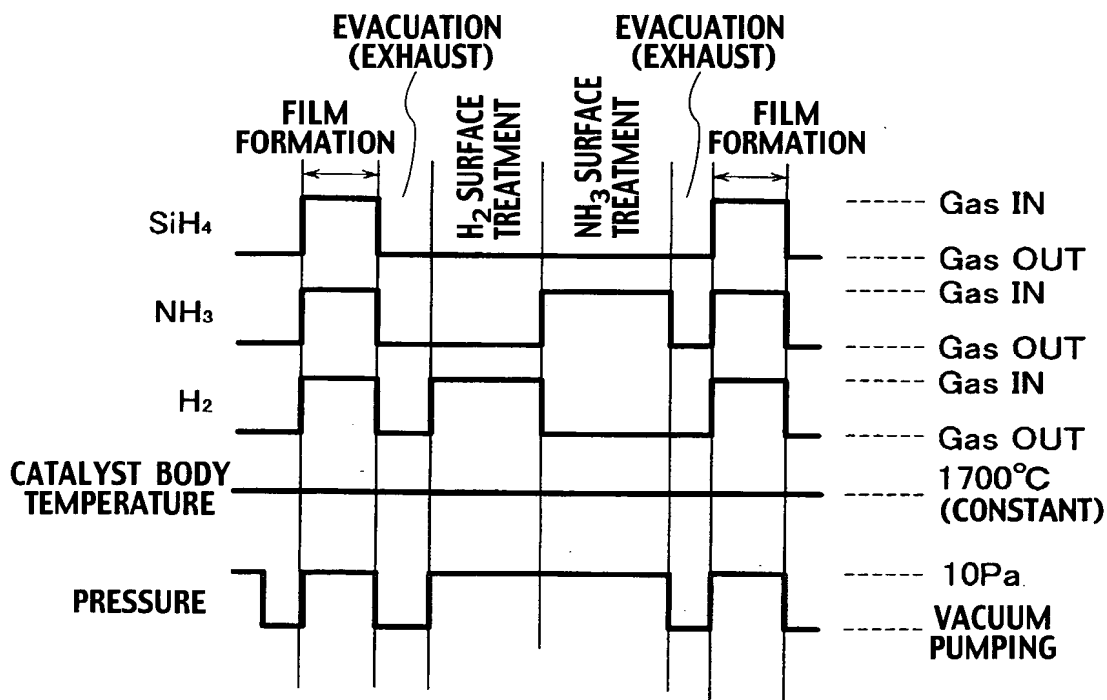 EVACUATION
(EXHAUST)
EVACUATION
(EXHAUST)
FILM
FORMATION
H2 SURFACE
TREATMENT
NH3 SURFACE
TREATMENT
FILM
FORMATION
SiH4
Gas IN
Gas OUT
NH3
Gas IN
Gas OUT
H2
Gas IN
Gas OUT
CATALYST BODY
TEMPERATURE
1700°C
(CONSTANT)
PRESSURE
10Pa
VACUUM
PUMPING